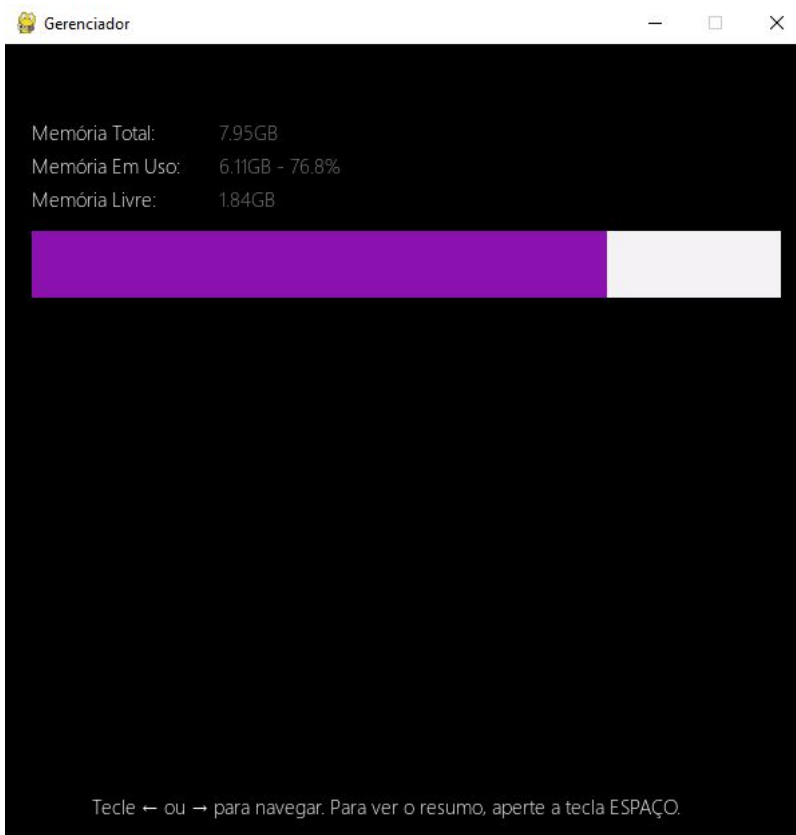 Gerenciador
Memória Total: 7.95GB
Memória Em Uso: 6.11GB - 76.8%
Memória Livre: 1.84GB
Tecle ← ou → para navegar. Para ver o resumo, aperte a tecla ESPAÇO.